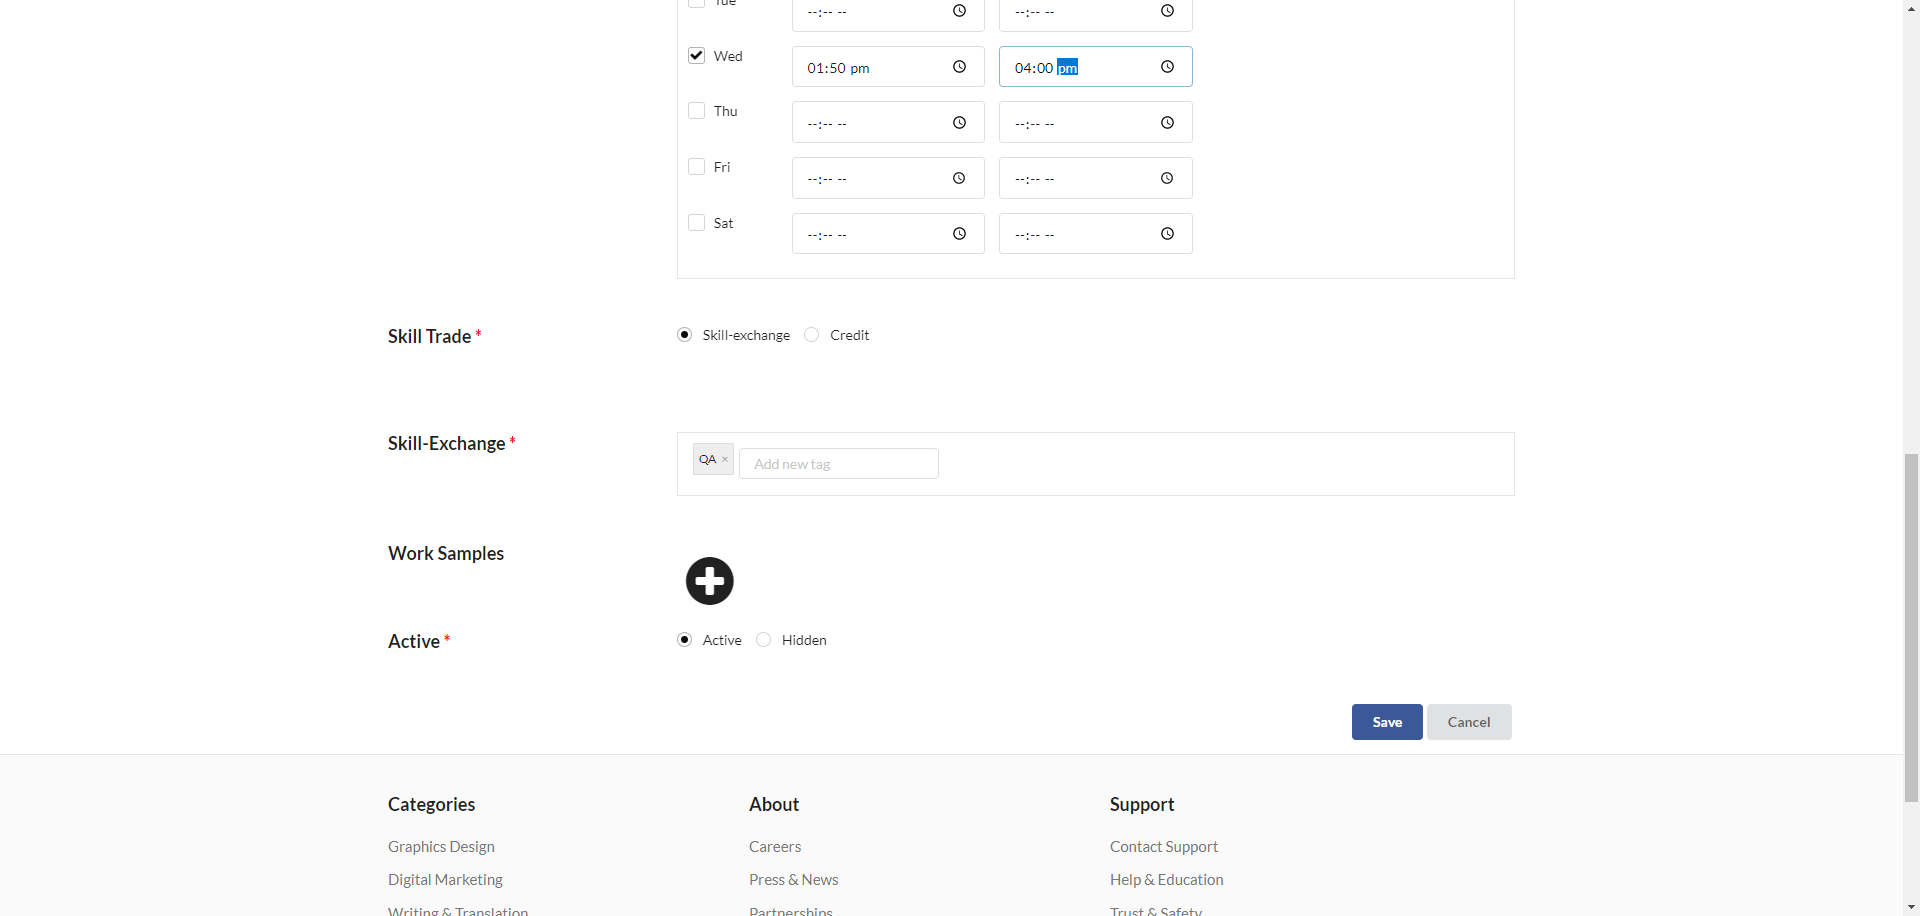 Tue --:-- -- --:-- --
Wed 01:50 pm 04:00 pm
Thu --:-- -- --:-- --
Fri --:-- -- --:-- --
Sat --:-- -- --:-- --
Skill Trade * Skill-exchange Credit
Skill-Exchange * QA × Add new tag
Work Samples
Active * Active Hidden
Save Cancel
Categories About Support
Graphics Design Careers Contact Support
Digital Marketing Press & News Help & Education
Writing & Translation Partnerships Trust & Safety